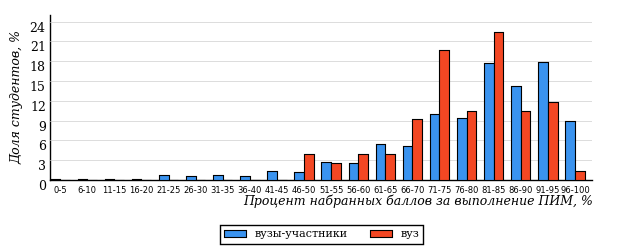 Доля студентов, %
24
21
18
15
12
9
6
3
0
0-5 6-10 11-15 16-20 21-25 26-30 31-35 36-40 41-45 46-50 51-55 56-60 61-65 66-70 71-75 76-80 81-85 86-90 91-95 96-100
Процент набранных баллов за выполнение ПИМ, %
вузы-участники вуз